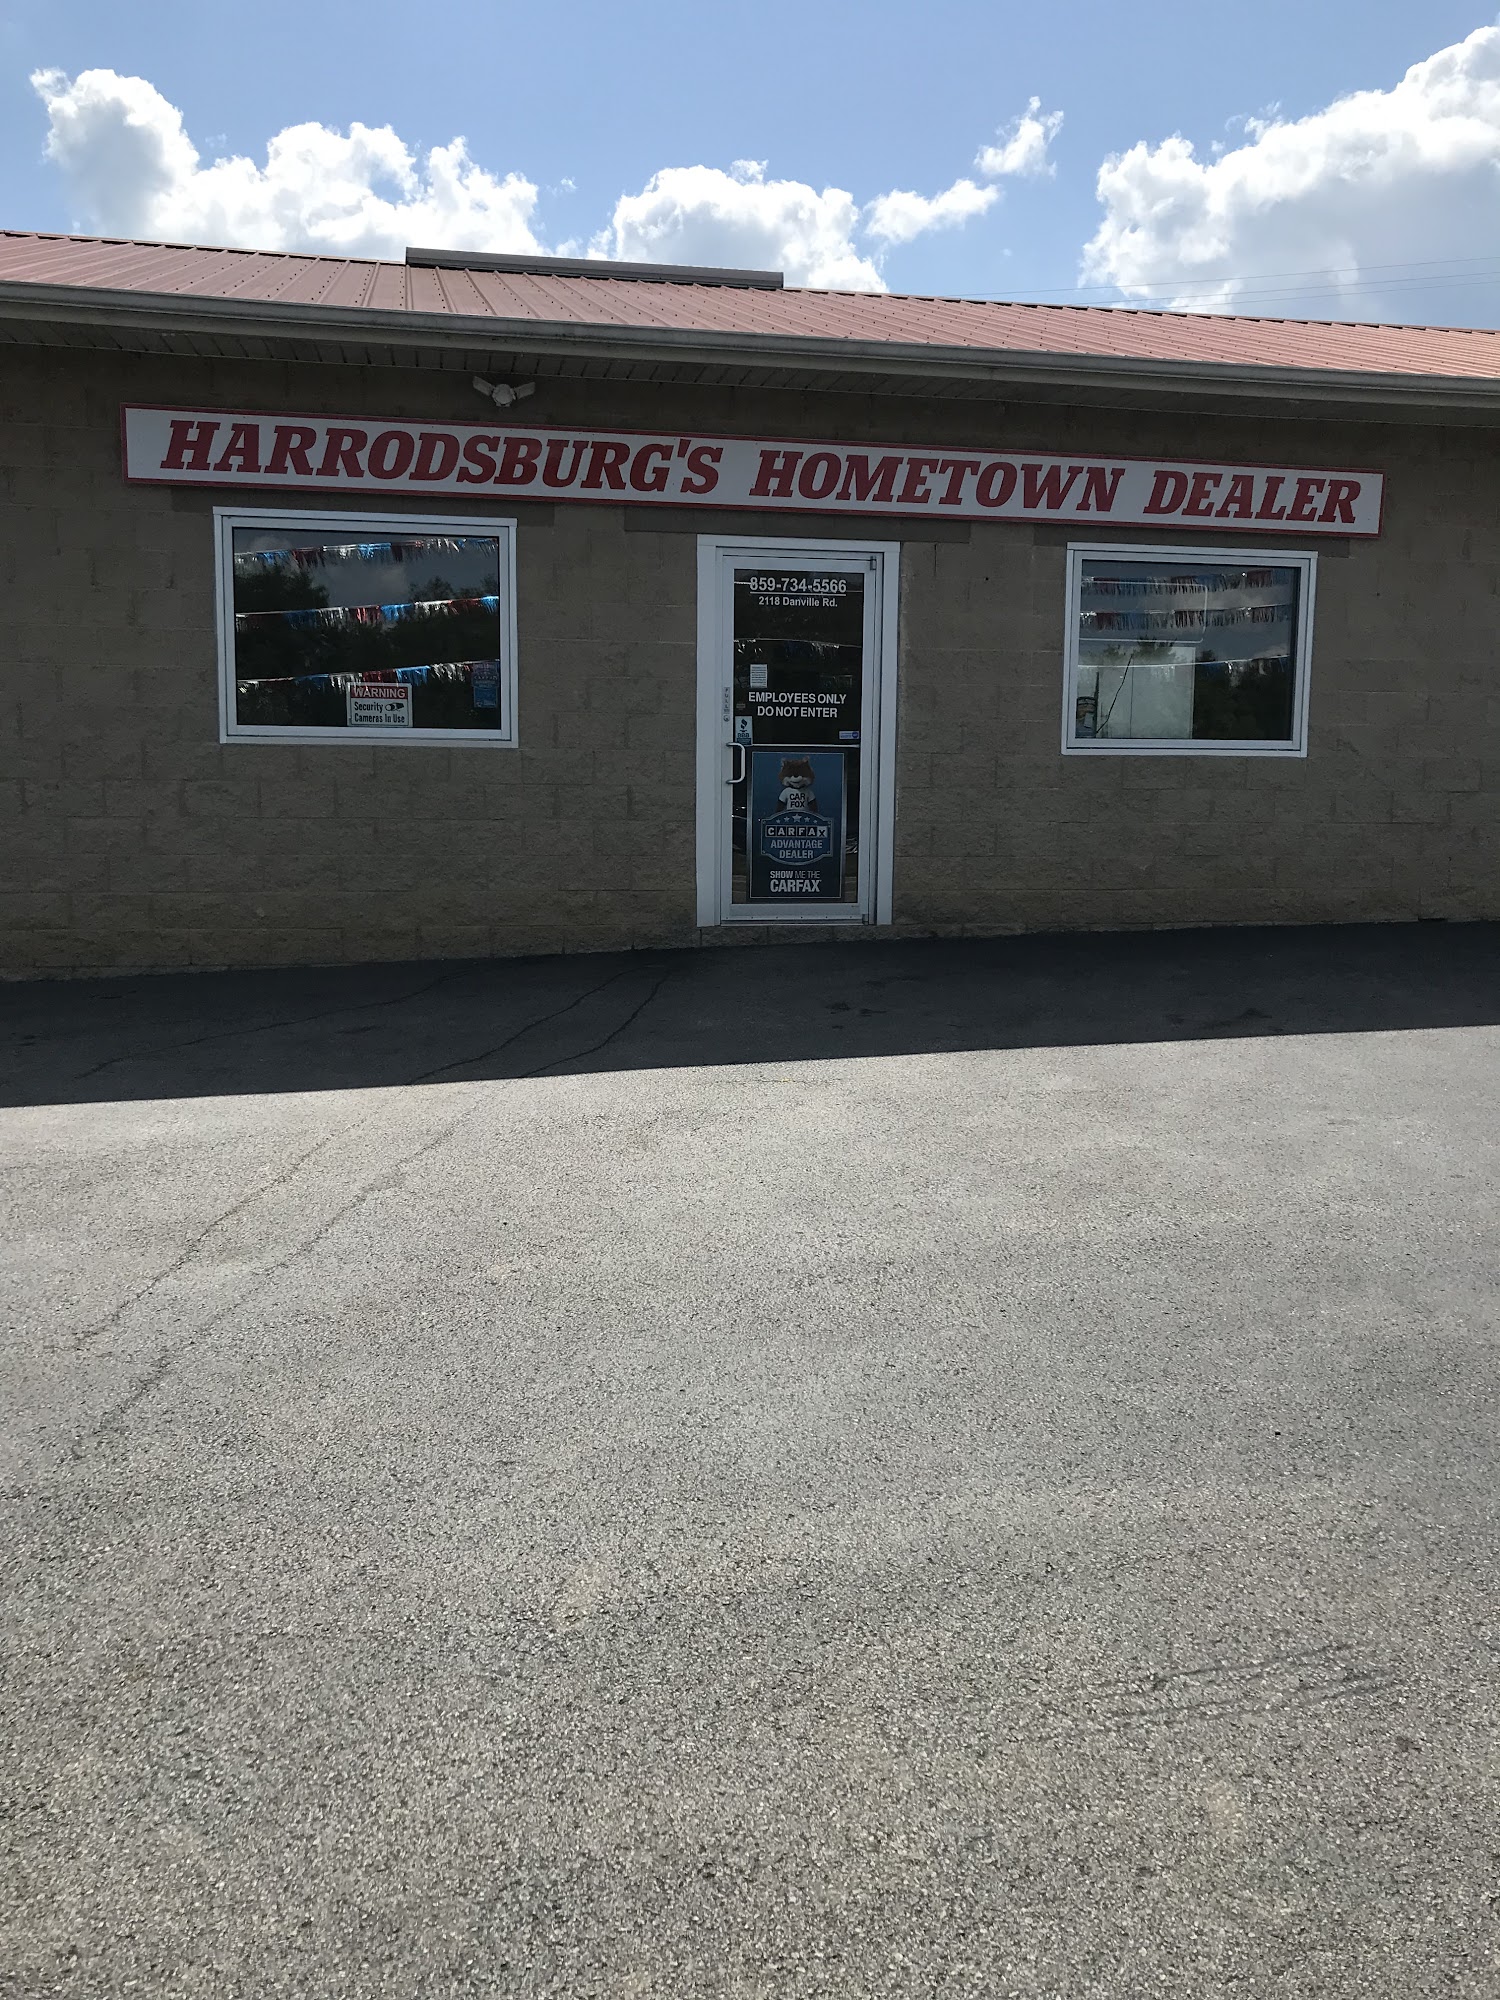 HARRODSBURG'S HOMETOWN DEALER
859-734-5566
2118 Danville Rd.
WARNING
Security
Cameras In Use
EMPLOYEES ONLY
DO NOT ENTER
CAR
FOX
CARFAX
ADVANTAGE
DEALER
SHOW ME THE
CARFAX